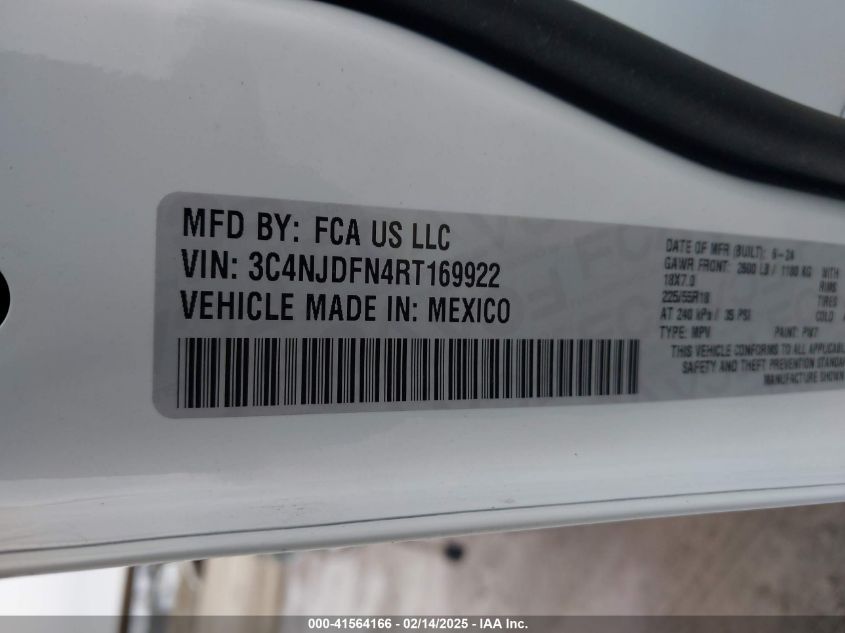 MFD BY: FCA US LLC
VIN: 3C4NJDFN4RT169922
VEHICLE MADE IN: MEXICO
DATE OF MFR (BUILT): 6-24
GAWR FRONT: 2600 LB / 1180 KG WITH
18X7.0 RIMS
225/55R18 TIRES
AT 240 kPa / 35 PSI COLD
TYPE: MPV PAINT: PW7
THIS VEHICLE CONFORMS TO ALL APPLICABL
SAFETY AND THEFT PREVENTION STANDAR
MANUFACTURE SHOWN
000-41564166 - 02/14/2025 - IAA Inc.